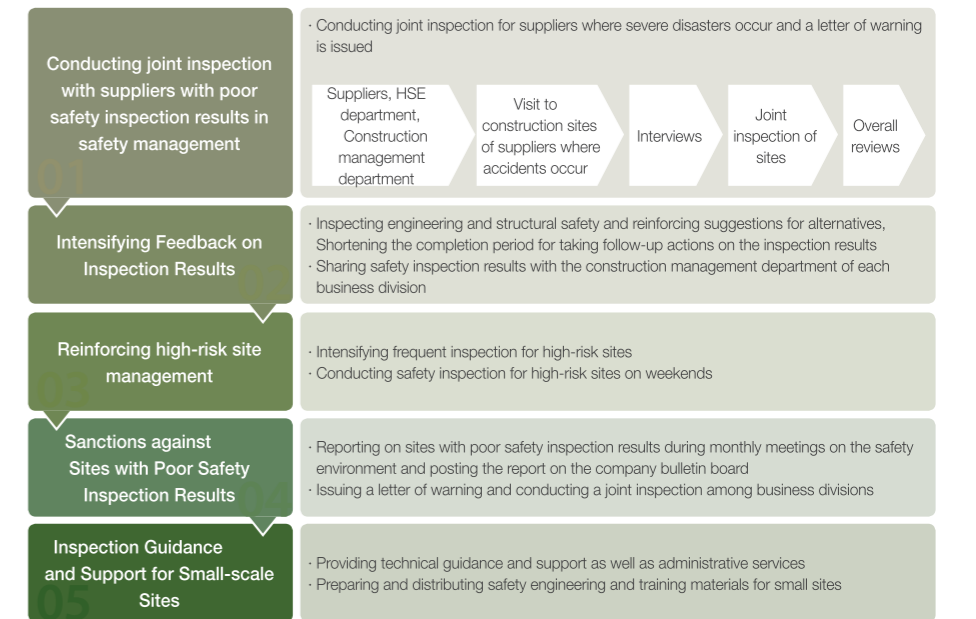 Conducting joint inspection
with suppliers with poor
safety inspection results in
safety management
01
· Conducting joint inspection for suppliers where severe disasters occur and a letter of warning
is issued
Suppliers, HSE
department,
Construction
management
department
Visit to
construction sites
of suppliers where
accidents occur
Interviews
Joint
inspection of
sites
Overall
reviews
Intensifying Feedback on
Inspection Results
02
· Inspecting engineering and structural safety and reinforcing suggestions for alternatives,
Shortening the completion period for taking follow-up actions on the inspection results
· Sharing safety inspection results with the construction management department of each
business division
Reinforcing high-risk site
management
03
· Intensifying frequent inspection for high-risk sites
· Conducting safety inspection for high-risk sites on weekends
Sanctions against
Sites with Poor Safety
Inspection Results
04
· Reporting on sites with poor safety inspection results during monthly meetings on the safety
environment and posting the report on the company bulletin board
· Issuing a letter of warning and conducting a joint inspection among business divisions
Inspection Guidance
and Support for Small-scale
Sites
05
· Providing technical guidance and support as well as administrative services
· Preparing and distributing safety engineering and training materials for small sites